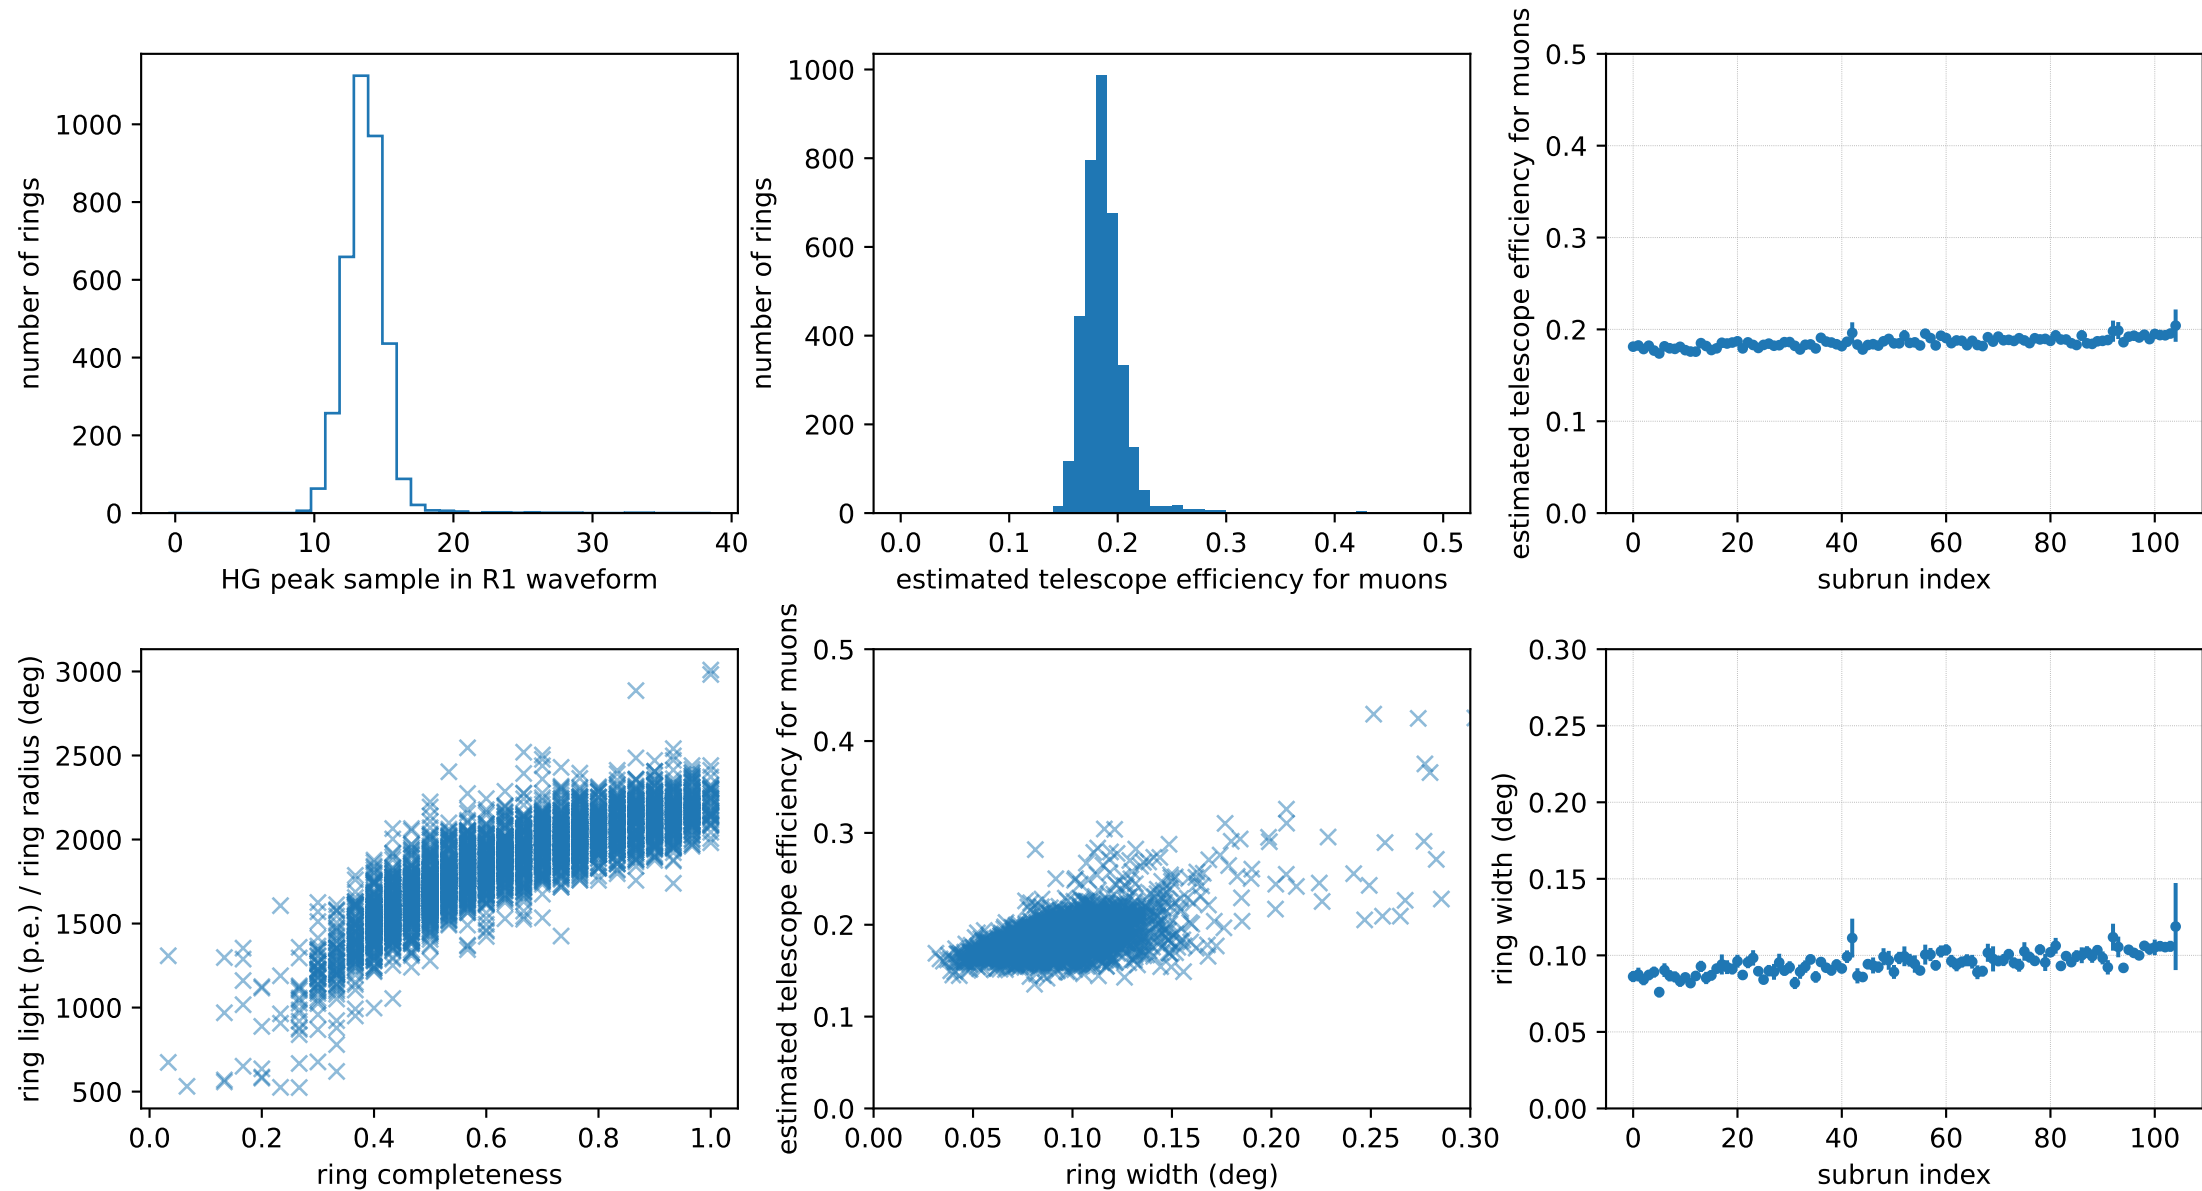 number of rings
1000
800
600
400
200
0
0 10 20 30 40
HG peak sample in R1 waveform
number of rings
1000
800
600
400
200
0
0.0 0.1 0.2 0.3 0.4 0.5
estimated telescope efficiency for muons
estimated telescope efficiency for muons
0.5
0.4
0.3
0.2
0.1
0.0
0 20 40 60 80 100
subrun index
ring light (p.e.) / ring radius (deg)
3000
2500
2000
1500
1000
500
0.0 0.2 0.4 0.6 0.8 1.0
ring completeness
estimated telescope efficiency for muons
0.5
0.4
0.3
0.2
0.1
0.0
0.00 0.05 0.10 0.15 0.20 0.25 0.30
ring width (deg)
ring width (deg)
0.30
0.25
0.20
0.15
0.10
0.05
0.00
0 20 40 60 80 100
subrun index